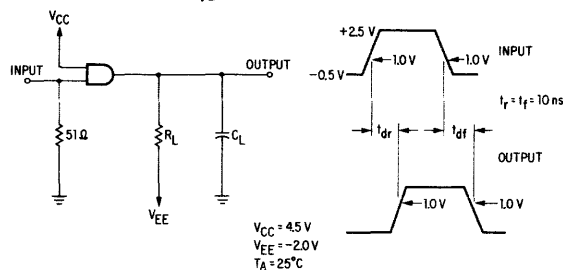 VCC
INPUT
OUTPUT
51Ω
RL
CL
VEE
+2.5 V
1.0 V
1.0 V
INPUT
-0.5 V
tr = tf = 10 ns
tdr
tdf
OUTPUT
1.0 V
1.0 V
VCC = 4.5 V
VEE = -2.0 V
TA = 25°C